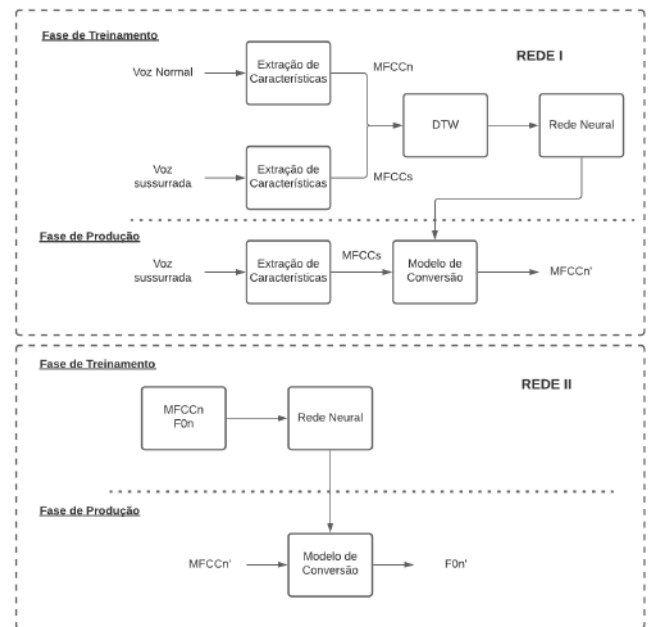 Fase de Treinamento
REDE I
Voz Normal
Extração de
Características
MFCCn
DTW
Rede Neural
Voz
sussurrada
Extração de
Características
MFCCs
Fase de Produção
Voz
sussurrada
Extração de
Características
MFCCs
Modelo de
Conversão
MFCCn'
Fase de Treinamento
REDE II
MFCCn
F0n
Rede Neural
Fase de Produção
MFCCn'
Modelo de
Conversão
F0n'